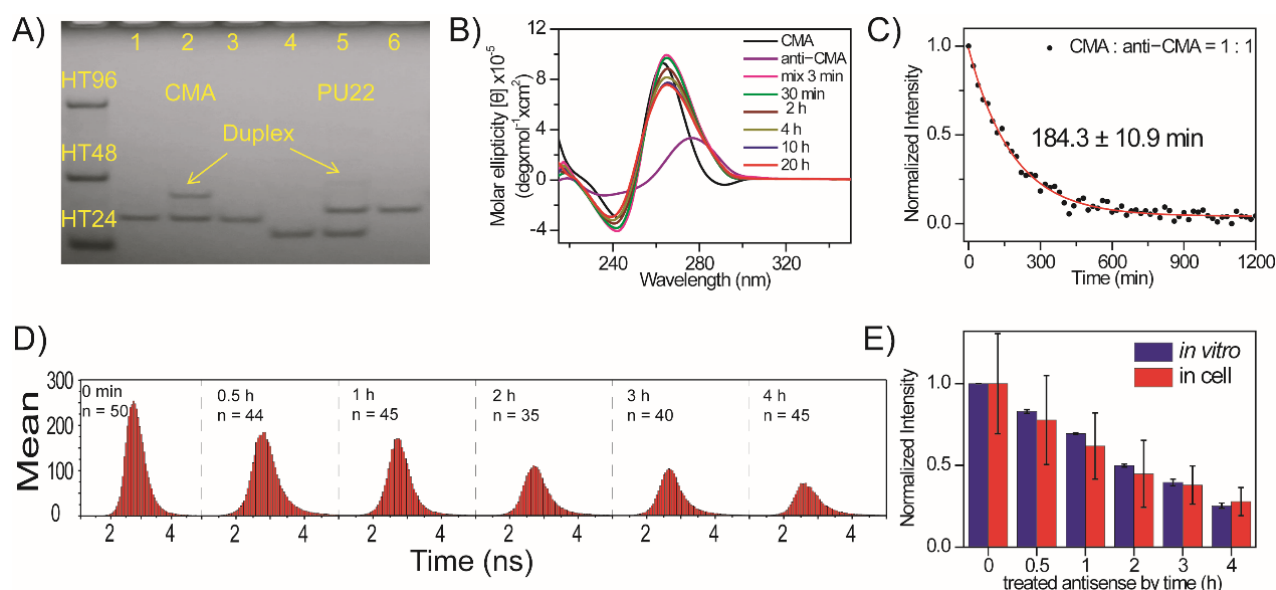 A)
1 2 3 4 5 6
HT96
CMA PU22
Duplex
HT48
HT24
B)
Molar ellipticity [θ] x10⁻⁵
(degxmol⁻¹xcm²)
12
8
4
0
-4
CMA
anti-CMA
mix 3 min
30 min
2 h
4 h
10 h
20 h
240 280 320
Wavelength (nm)
C)
Normalized Intensity
1.0
0.5
0.0
CMA : anti-CMA = 1 : 1
184.3 ± 10.9 min
0 300 600 900 1200
Time (min)
D)
Mean
300
200
100
0
0 min
n = 50
0.5 h
n = 44
1 h
n = 45
2 h
n = 35
3 h
n = 40
4 h
n = 45
2 4 2 4 2 4 2 4 2 4 2 4
Time (ns)
E)
Normalized Intensity
1.0
0.5
0.0
in vitro
in cell
0 0.5 1 2 3 4
treated antisense by time (h)